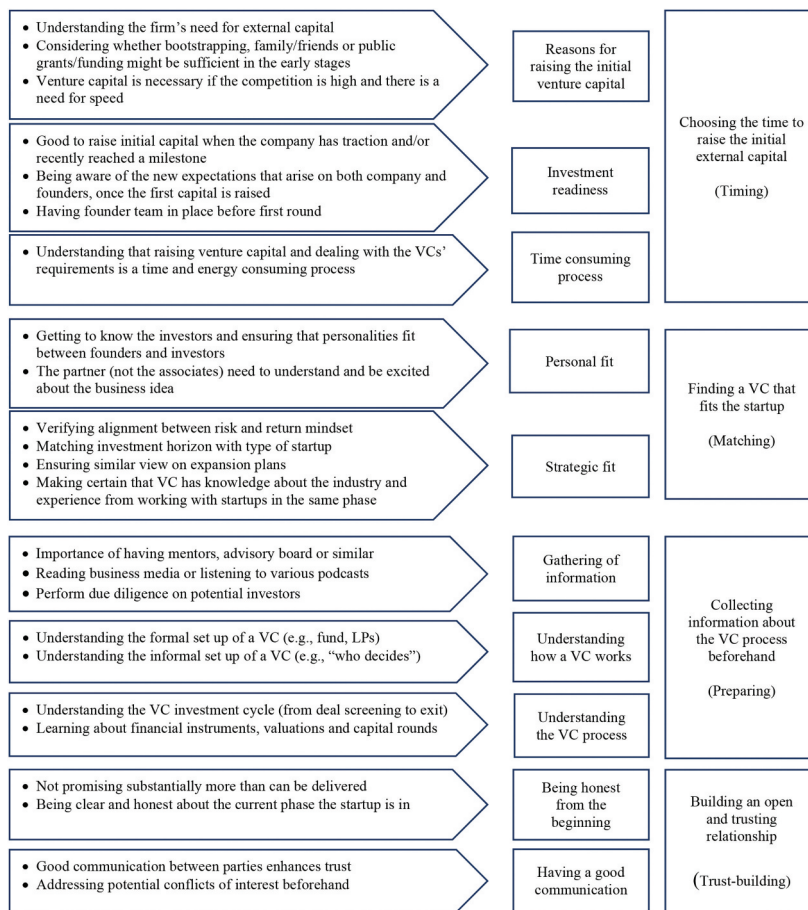 • Understanding the firm's need for external capital
• Considering whether bootstrapping, family/friends or public
grants/funding might be sufficient in the early stages
• Venture capital is necessary if the competition is high and there is a
need for speed
Reasons for
raising the initial
venture capital
• Good to raise initial capital when the company has traction and/or
recently reached a milestone
• Being aware of the new expectations that arise on both company and
founders, once the first capital is raised
• Having founder team in place before first round
Investment
readiness
• Understanding that raising venture capital and dealing with the VCs'
requirements is a time and energy consuming process
Time consuming
process
Choosing the time to
raise the initial
external capital
(Timing)
• Getting to know the investors and ensuring that personalities fit
between founders and investors
• The partner (not the associates) need to understand and be excited
about the business idea
Personal fit
• Verifying alignment between risk and return mindset
• Matching investment horizon with type of startup
• Ensuring similar view on expansion plans
• Making certain that VC has knowledge about the industry and
experience from working with startups in the same phase
Strategic fit
Finding a VC that
fits the startup
(Matching)
• Importance of having mentors, advisory board or similar
• Reading business media or listening to various podcasts
• Perform due diligence on potential investors
Gathering of
information
• Understanding the formal set up of a VC (e.g., fund, LPs)
• Understanding the informal set up of a VC (e.g., "who decides")
Understanding
how a VC works
• Understanding the VC investment cycle (from deal screening to exit)
• Learning about financial instruments, valuations and capital rounds
Understanding
the VC process
Collecting
information about
the VC process
beforehand
(Preparing)
• Not promising substantially more than can be delivered
• Being clear and honest about the current phase the startup is in
Being honest
from the
beginning
• Good communication between parties enhances trust
• Addressing potential conflicts of interest beforehand
Having a good
communication
Building an open
and trusting
relationship
(Trust-building)